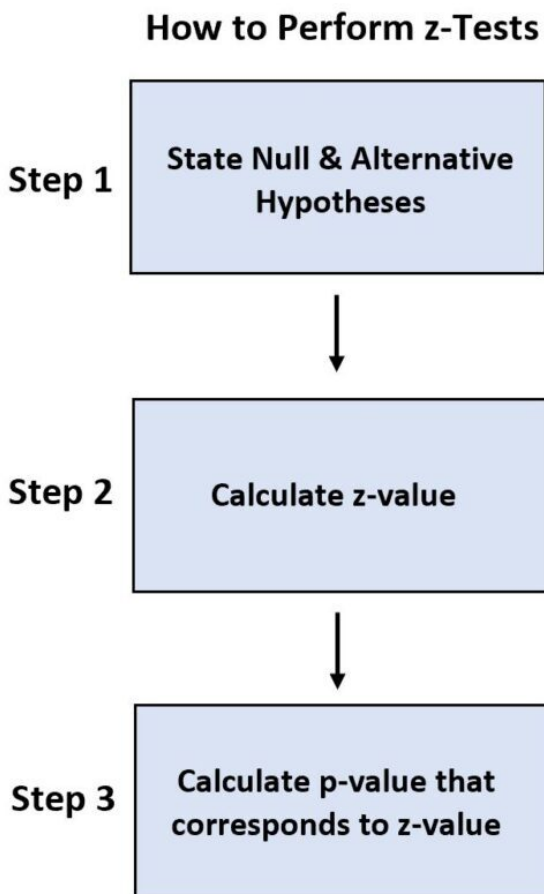 How to Perform z-Tests
Step 1
State Null & Alternative
Hypotheses
Step 2
Calculate z-value
Step 3
Calculate p-value that
corresponds to z-value